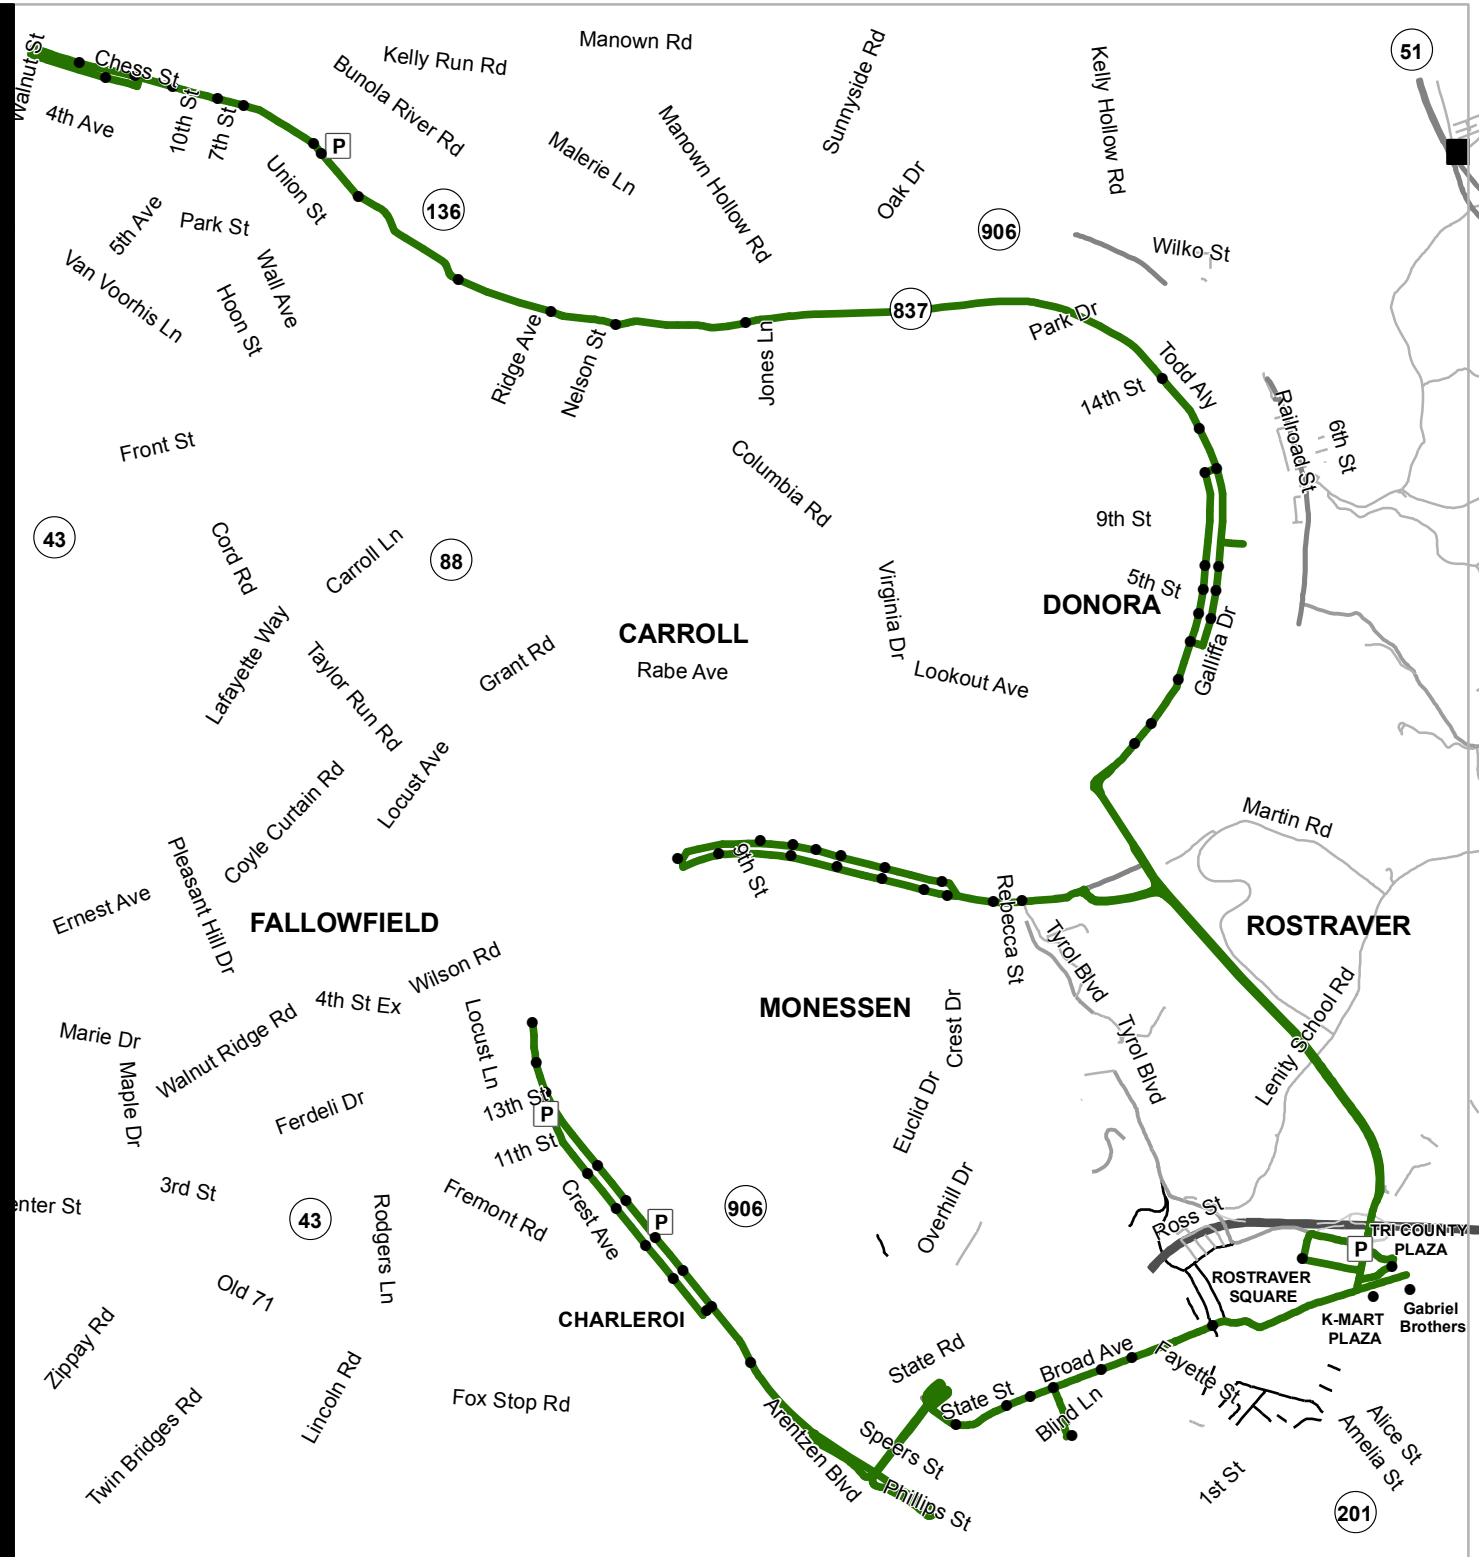 Manown Rd
Kelly Run Rd
Sunnyside Rd
51
Walnut St
Chess St
Bunola River Rd
Kelly Hollow Rd
4th Ave
10th St
7th St
P
Malerie Ln
Manown Hollow Rd
Oak Dr
Union St
136
906
5th Ave
Park St
Wilko St
Van Voorhis Ln
Wall Ave
Hoon St
837
Park Dr
Ridge Ave
Nelson St
Jones Ln
Todd Aly
14th St
Railroad St
6th St
Front St
Columbia Rd
43
Cord Rd
Carroll Ln
88
9th St
5th St
Virginia Dr
DONORA
CARROLL
Rabe Ave
Lafayette Way
Taylor Run Rd
Grant Rd
Lookout Ave
Galliffa Dr
Locust Ave
Coyle Curtain Rd
Martin Rd
Pleasant Hill Dr
9th St
Ernest Ave
FALLOWFIELD
Rebecca St
Tyrol Blvd
ROSTRAVER
Wilson Rd
4th St Ex
MONESSEN
Crest Dr
Lenity School Rd
Marie Dr
Walnut Ridge Rd
Locust Ln
Tyrol Blvd
Maple Dr
Ferdeli Dr
13th St
P
Euclid Dr
11th St
enter St
3rd St
43
Rodgers Ln
Fremont Rd
Crest Ave
P
906
Overhill Dr
Ross St
P
TRI COUNTY
PLAZA
Old 71
ROSTRAVER
SQUARE
CHARLEROI
K-MART
PLAZA
Gabriel
Brothers
Zippay Rd
Lincoln Rd
State Rd
Broad Ave
Fayette St
Twin Bridges Rd
Fox Stop Rd
Arentzen Blvd
State St
Blind Ln
Speers St
Alice St
Amelia St
Phillips St
1st St
201